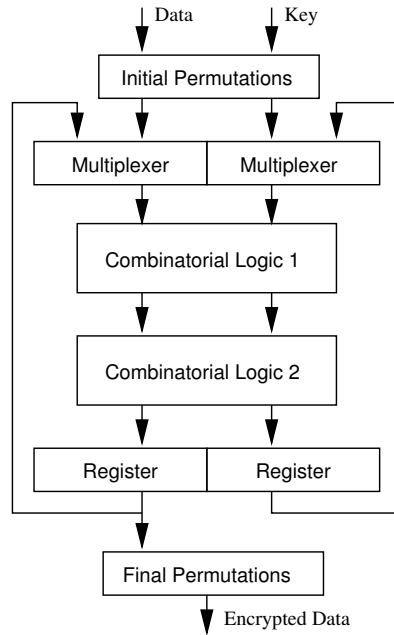 Data Key
Initial Permutations
Multiplexer Multiplexer
Combinatorial Logic 1
Combinatorial Logic 2
Register Register
Final Permutations
Encrypted Data